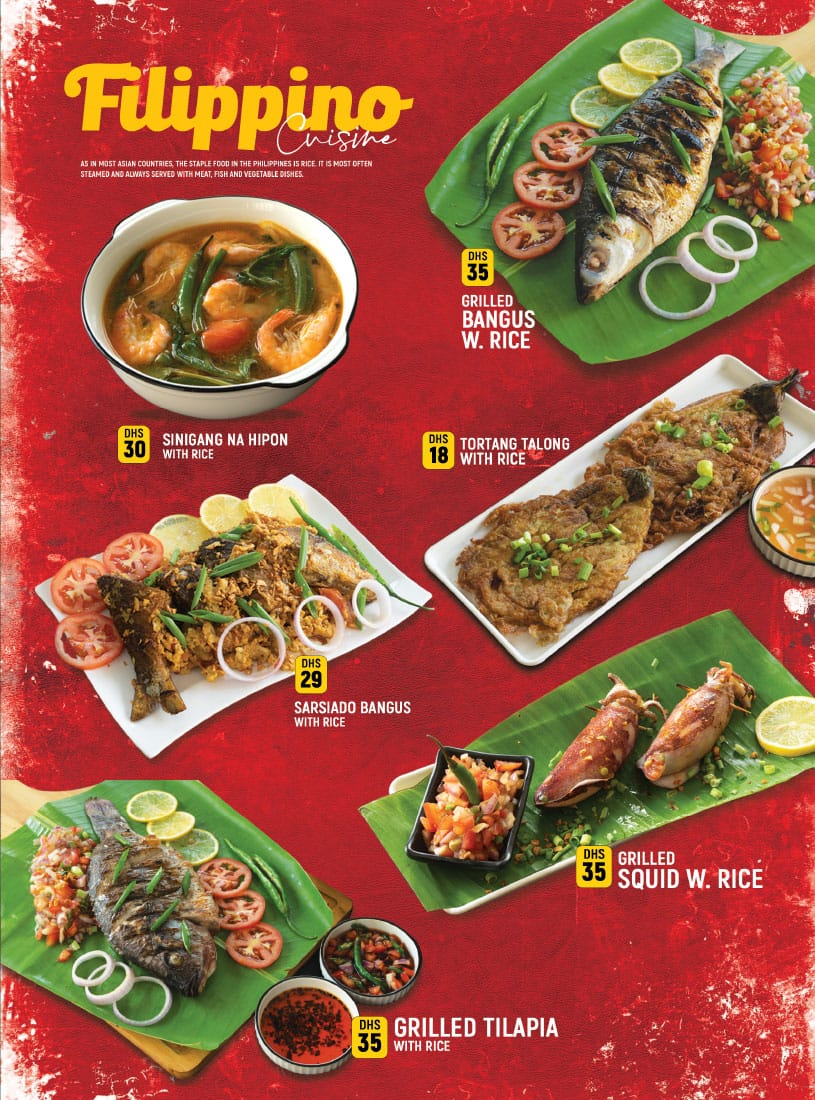 Filippino
Cuisine
AS IN MOST ASIAN COUNTRIES, THE STAPLE FOOD IN THE PHILIPPINES IS RICE. IT IS MOST OFTEN
STEAMED AND ALWAYS SERVED WITH MEAT, FISH AND VEGETABLE DISHES.
DHS
35
GRILLED
BANGUS
W. RICE
DHS
30
SINIGANG NA HIPON
WITH RICE
DHS
18
TORTANG TALONG
WITH RICE
DHS
29
SARSIADO BANGUS
WITH RICE
DHS
35
GRILLED
SQUID W. RICE
DHS
35
GRILLED TILAPIA
WITH RICE